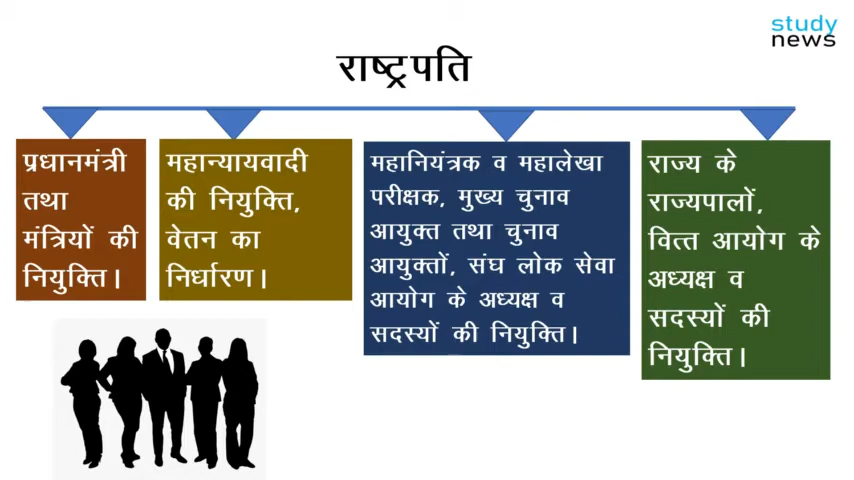 study
news
राष्ट्रपति
प्रधानमंत्री
तथा
मंत्रियों की
नियुक्ति।
महान्यायवादी
की नियुक्ति,
वेतन का
निर्धारण।
महानियंत्रक व महालेखा
परीक्षक, मुख्य चुनाव
आयुक्त तथा चुनाव
आयुक्तों, संघ लोक सेवा
आयोग के अध्यक्ष व
सदस्यों की नियुक्ति।
राज्य के
राज्यपालों,
वित्त आयोग के
अध्यक्ष व
सदस्यों की
नियुक्ति।